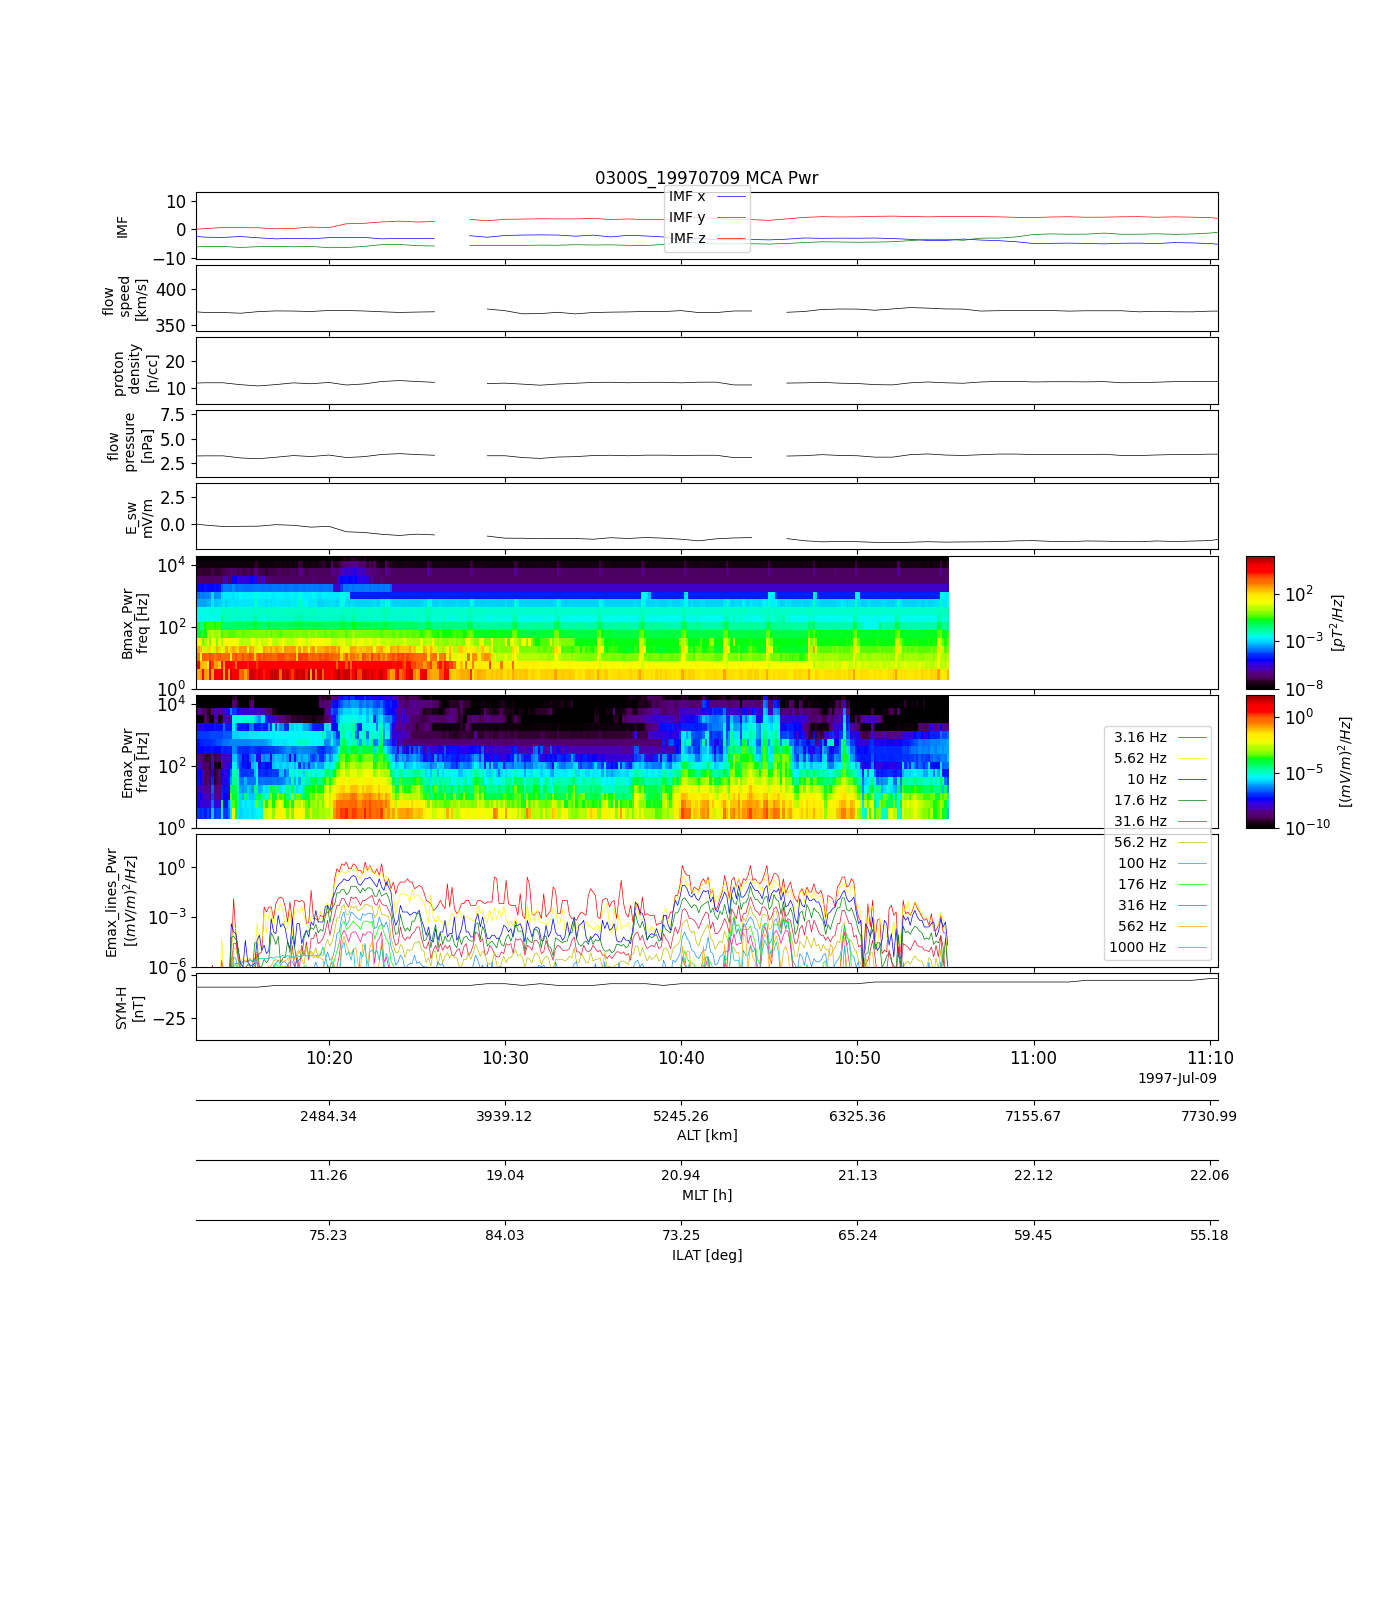 0300S_19970709 MCA Pwr
IMF
10
0
−10
IMF x
IMF y
IMF z
flow
speed
[km/s]
400
350
proton
density
[n/cc]
20
10
flow
pressure
[nPa]
7.5
5.0
2.5
E_sw
mV/m
2.5
0.0
Bmax_Pwr
freq [Hz]
10^4
10^2
10^0
10^2
10^−3
10^−8
[pT^2/Hz]
Emax_Pwr
freq [Hz]
10^4
10^2
10^0
10^0
10^−5
10^−10
[(mV/m)^2/Hz]
3.16 Hz
5.62 Hz
10 Hz
17.6 Hz
31.6 Hz
56.2 Hz
100 Hz
176 Hz
316 Hz
562 Hz
1000 Hz
Emax_lines_Pwr
[(mV/m)^2/Hz]
10^0
10^−3
10^−6
SYM-H
[nT]
0
−25
10:20 10:30 10:40 10:50 11:00 11:10
1997-Jul-09
2484.34 3939.12 5245.26 6325.36 7155.67 7730.99
ALT [km]
11.26 19.04 20.94 21.13 22.12 22.06
MLT [h]
75.23 84.03 73.25 65.24 59.45 55.18
ILAT [deg]